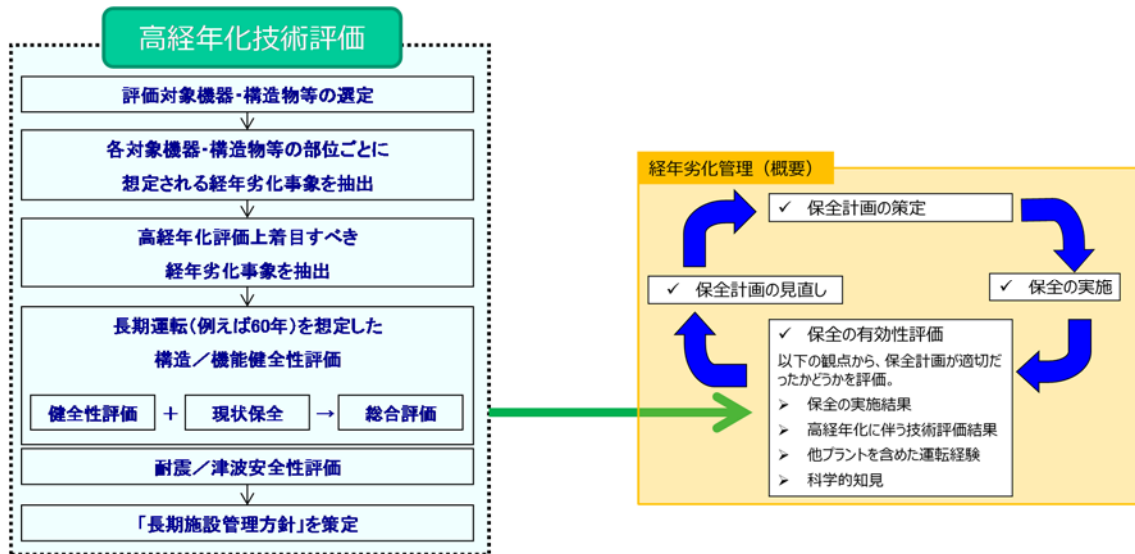 高経年化技術評価
評価対象機器・構造物等の選定
各対象機器・構造物等の部位ごとに
想定される経年劣化事象を抽出
高経年化評価上着目すべき
経年劣化事象を抽出
長期運転(例えば60年)を想定した
構造／機能健全性評価
健全性評価 + 現状保全 → 総合評価
耐震／津波安全性評価
「長期施設管理方針」を策定
経年劣化管理（概要）
✓ 保全計画の策定
✓ 保全計画の見直し
✓ 保全の実施
✓ 保全の有効性評価
以下の観点から、保全計画が適切だ
ったかどうかを評価。
➢ 保全の実施結果
➢ 高経年化に伴う技術評価結果
➢ 他プラントを含めた運転経験
➢ 科学的知見